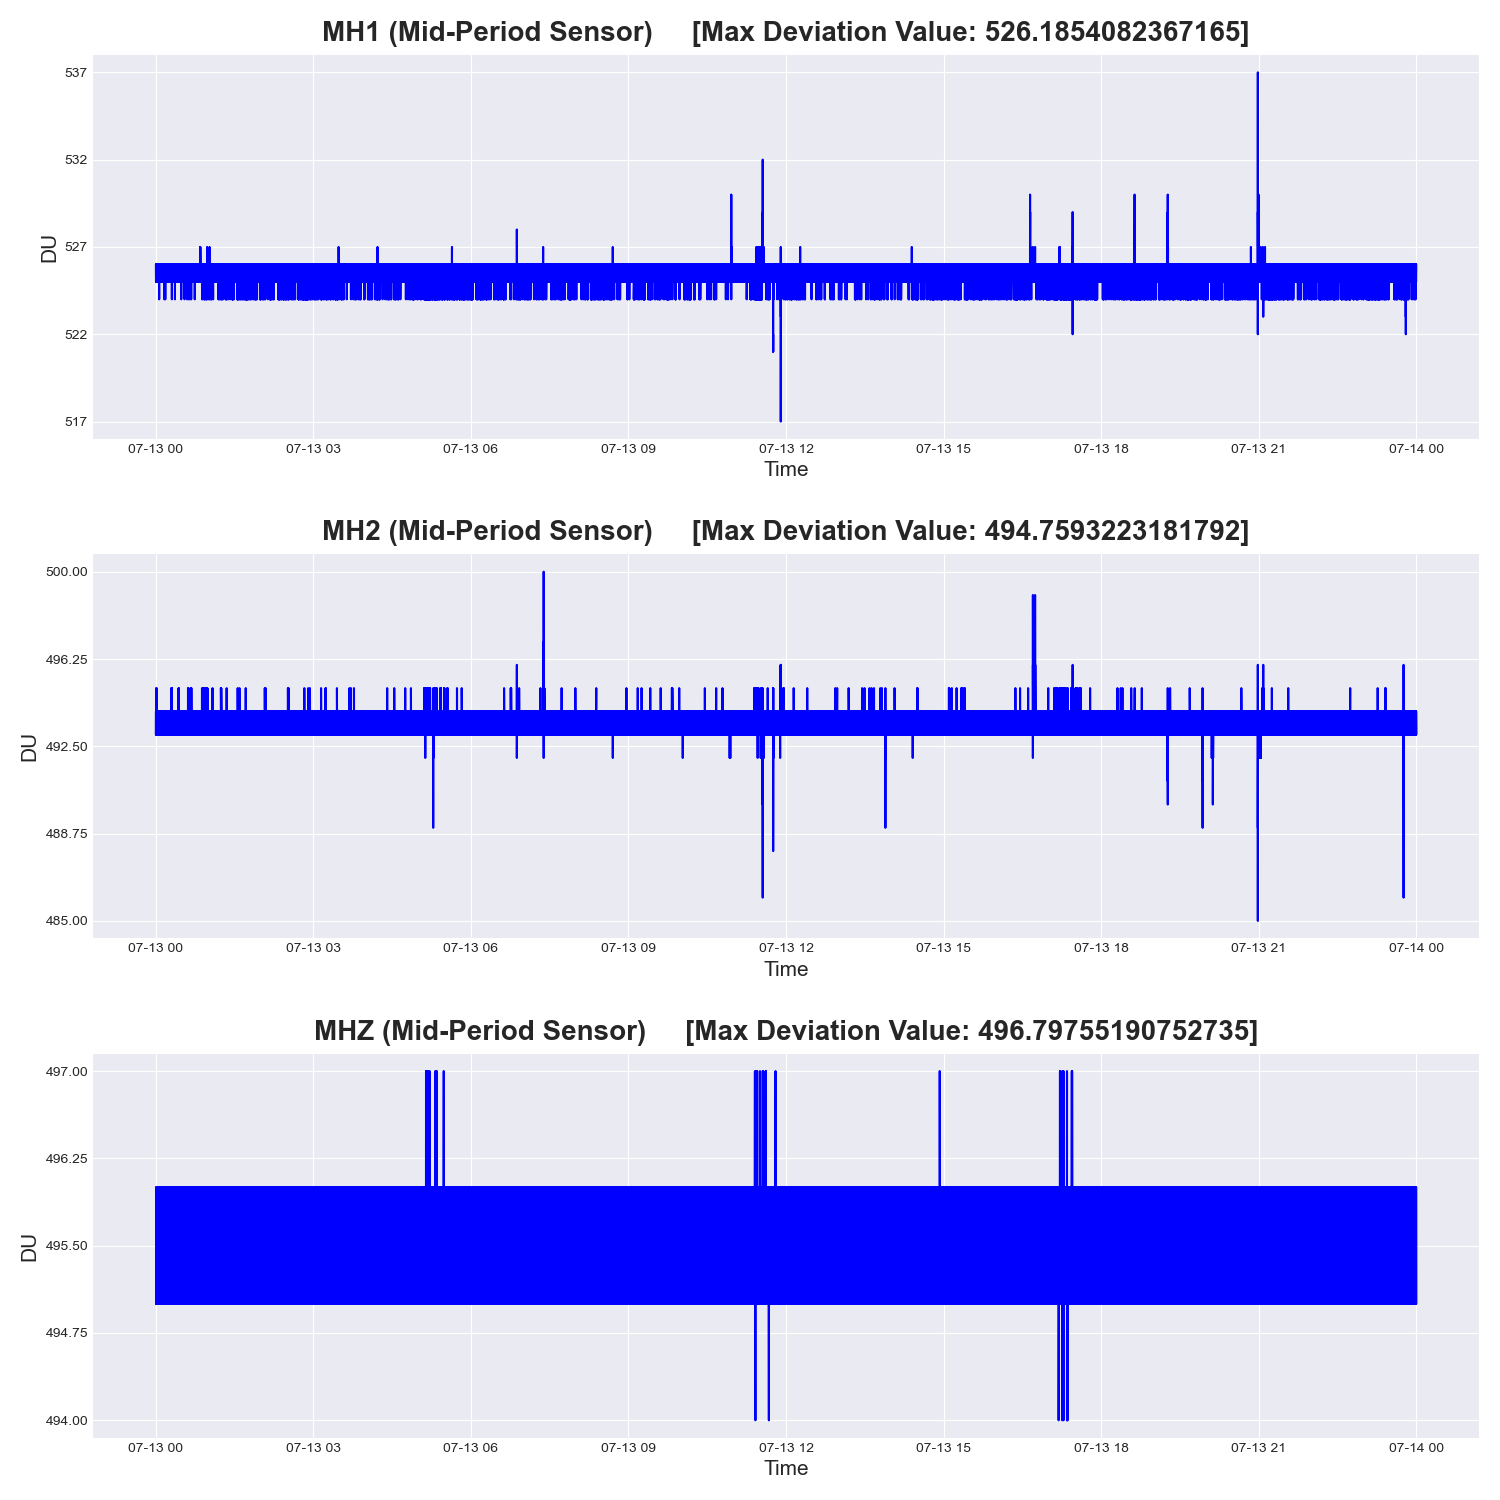 MH1 (Mid-Period Sensor) [Max Deviation Value: 526.1854082367165]
537
532
527
522
517
DU
07-13 00 07-13 03 07-13 06 07-13 09 07-13 12 07-13 15 07-13 18 07-13 21 07-14 00
Time
MH2 (Mid-Period Sensor) [Max Deviation Value: 494.7593223181792]
500.00
496.25
492.50
488.75
485.00
DU
07-13 00 07-13 03 07-13 06 07-13 09 07-13 12 07-13 15 07-13 18 07-13 21 07-14 00
Time
MHZ (Mid-Period Sensor) [Max Deviation Value: 496.79755190752735]
497.00
496.25
495.50
494.75
494.00
DU
07-13 00 07-13 03 07-13 06 07-13 09 07-13 12 07-13 15 07-13 18 07-13 21 07-14 00
Time